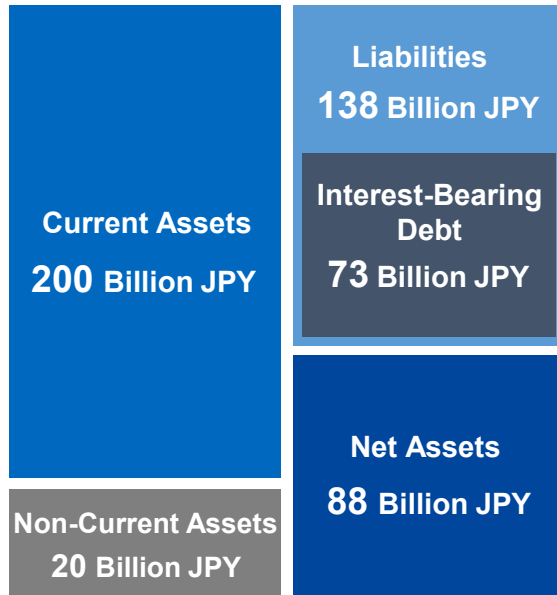 Current Assets
200 Billion JPY
Non-Current Assets
20 Billion JPY
Liabilities
138 Billion JPY
Interest-Bearing
Debt
73 Billion JPY
Net Assets
88 Billion JPY